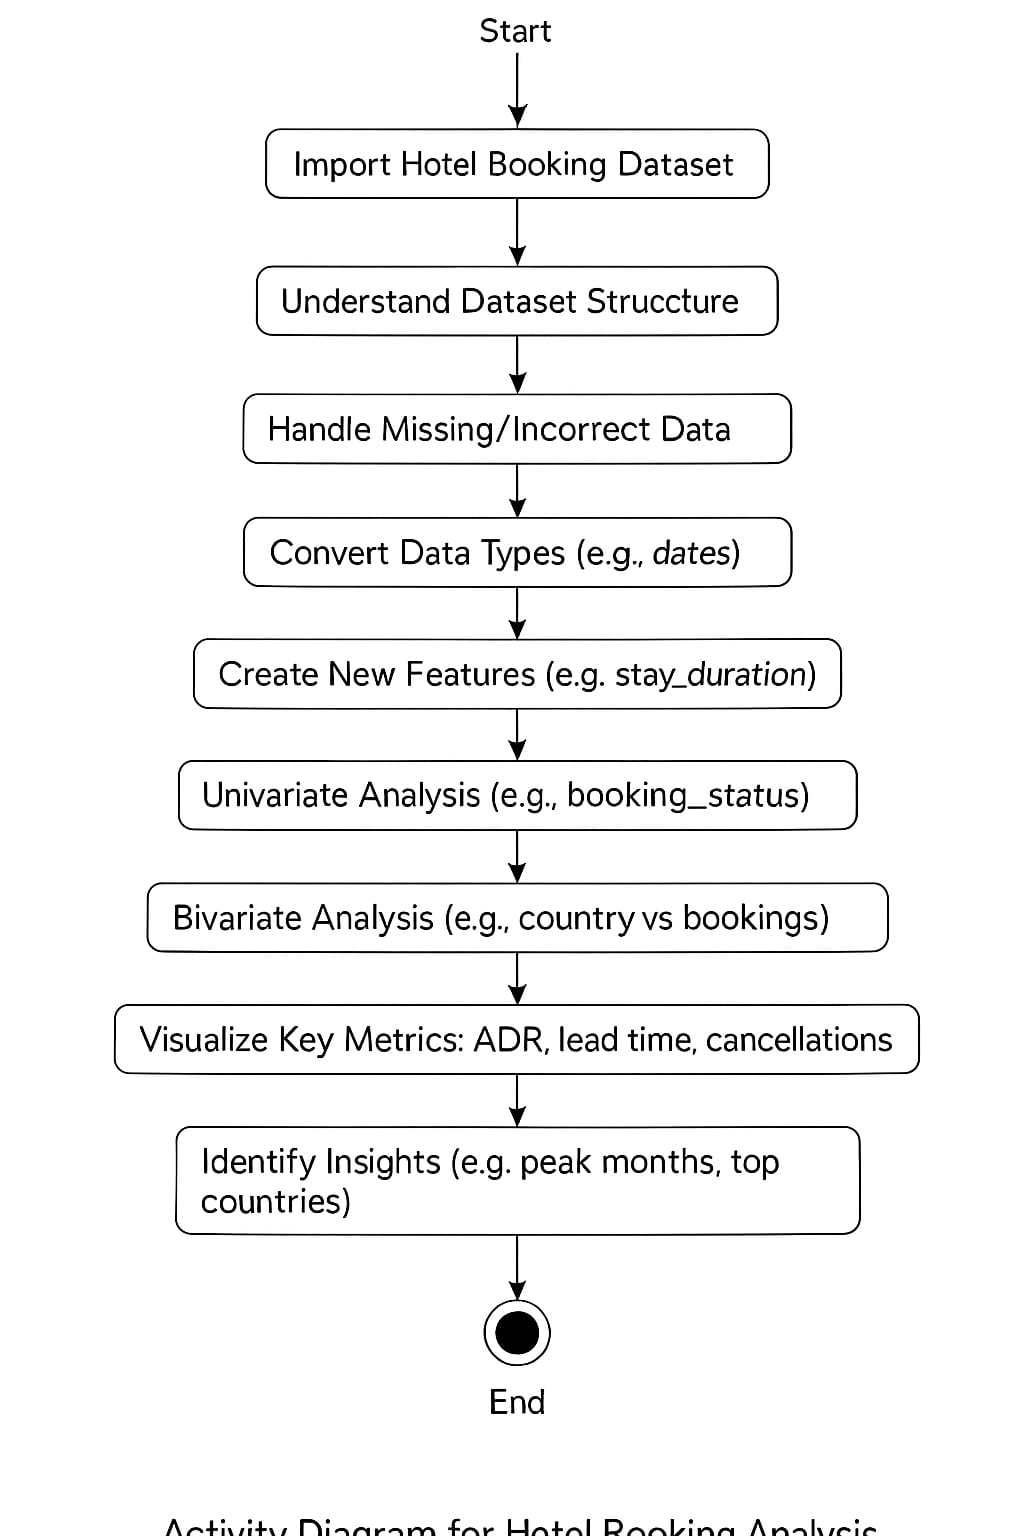 Start
Import Hotel Booking Dataset
Understand Dataset Struccture
Handle Missing/Incorrect Data
Convert Data Types (e.g., dates)
Create New Features (e.g. stay_duration)
Univariate Analysis (e.g., booking_status)
Bivariate Analysis (e.g., country vs bookings)
Visualize Key Metrics: ADR, lead time, cancellations
Identify Insights (e.g. peak months, top
countries)
End
Activity Diagram for Hotel Booking Analysis